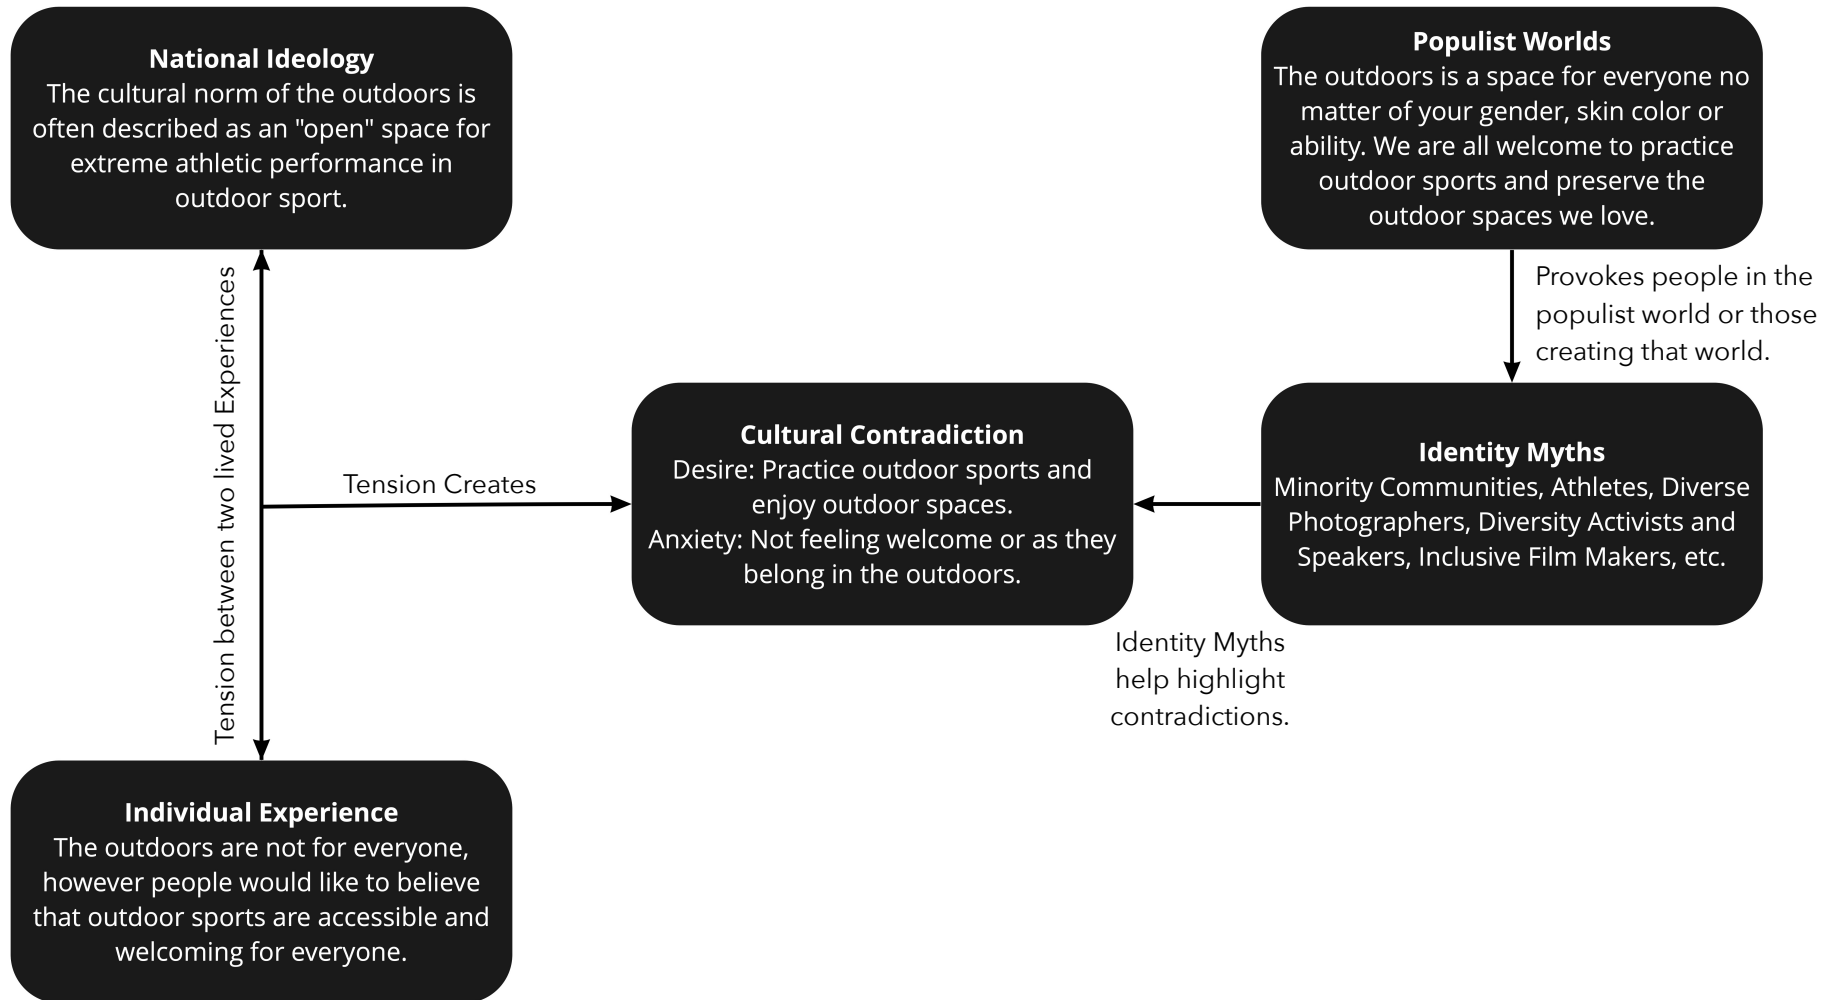 National Ideology
The cultural norm of the outdoors is
often described as an "open" space for
extreme athletic performance in
outdoor sport.
Populist Worlds
The outdoors is a space for everyone no
matter of your gender, skin color or
ability. We are all welcome to practice
outdoor sports and preserve the
outdoor spaces we love.
Tension between two lived Experiences
Provokes people in the
populist world or those
creating that world.
Tension Creates
Cultural Contradiction
Desire: Practice outdoor sports and
enjoy outdoor spaces.
Anxiety: Not feeling welcome or as they
belong in the outdoors.
Identity Myths
Minority Communities, Athletes, Diverse
Photographers, Diversity Activists and
Speakers, Inclusive Film Makers, etc.
Identity Myths
help highlight
contradictions.
Individual Experience
The outdoors are not for everyone,
however people would like to believe
that outdoor sports are accessible and
welcoming for everyone.